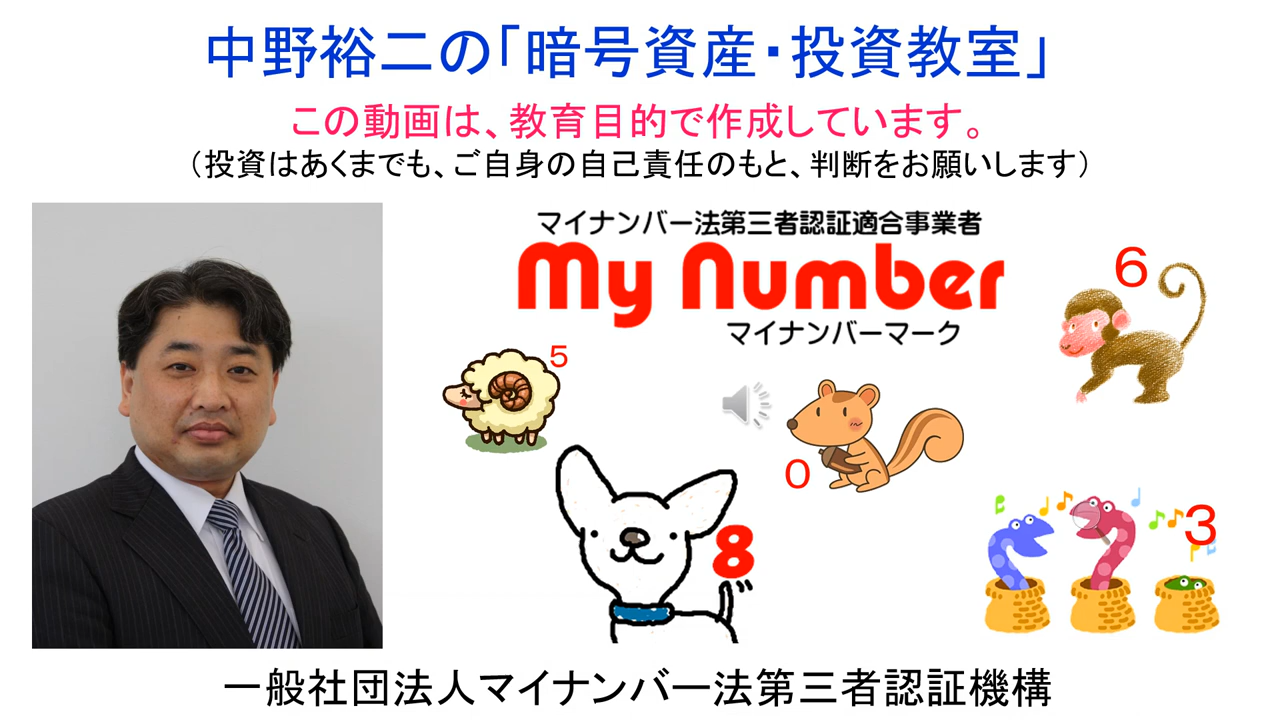 中野裕二の「暗号資産・投資教室」
この動画は、教育目的で作成しています。
（投資はあくまでも、ご自身の自己責任のもと、判断をお願いします）
マイナンバー法第三者認証適合事業者
My Number
マイナンバーマーク
6
5
0
8
3
一般社団法人マイナンバー法第三者認証機構